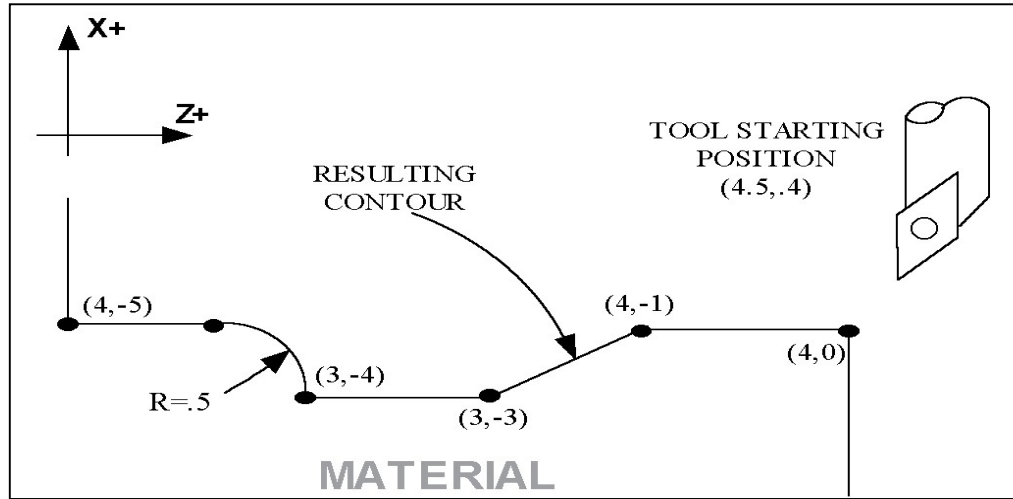 X+
Z+
TOOL STARTING
POSITION
(4.5,.4)
RESULTING
CONTOUR
(4,-5)
(4,-1)
(4,0)
(3,-4)
R=.5
(3,-3)
MATERIAL